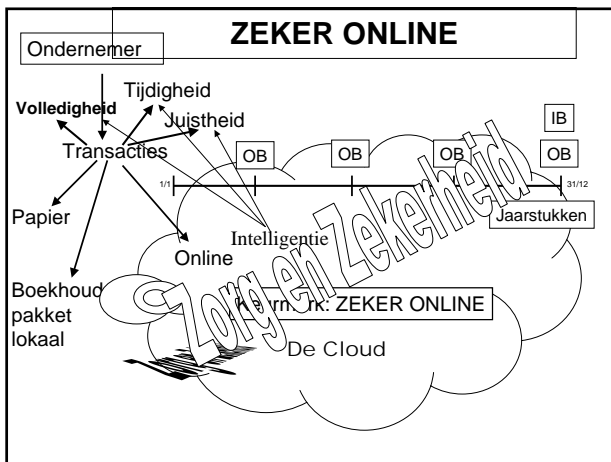 ZEKER ONLINE
Ondernemer
Tijdigheid
Volledigheid
Juistheid
Transacties
IB
OB
OB
OB
OB
1/1
31/12
Jaarstukken
Papier
Intelligentie
Online
Boekhoud
pakket
lokaal
Zorg en Zekerheid
Keurmerk: ZEKER ONLINE
De Cloud